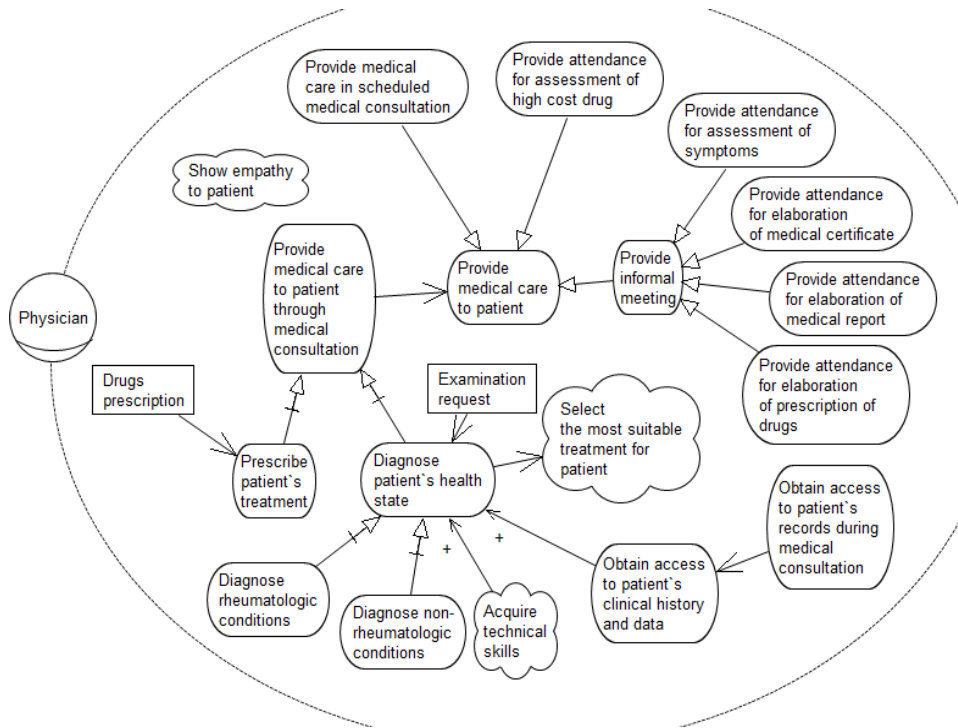 Provide medical
care in scheduled
medical consultation
Provide attendance
for assessment of
high cost drug
Provide attendance
for assessment of
symptoms
Show empathy
to patient
Provide attendance
for elaboration
of medical certificate
Provide
medical care
to patient
through
medical
consultation
Provide
medical care
to patient
Provide
informal
meeting
Provide attendance
for elaboration of
medical report
Physician
Drugs
prescription
Examination
request
Select
the most suitable
treatment for
patient
Provide attendance
for elaboration
of prescription of
drugs
Prescribe
patient`s
treatment
Diagnose
patient`s health
state
Obtain access
to patient`s
records during
medical
consultation
+
+
Diagnose
rheumatologic
conditions
Diagnose non-
rheumatologic
conditions
Acquire
technical
skills
Obtain access
to patient`s
clinical history
and data